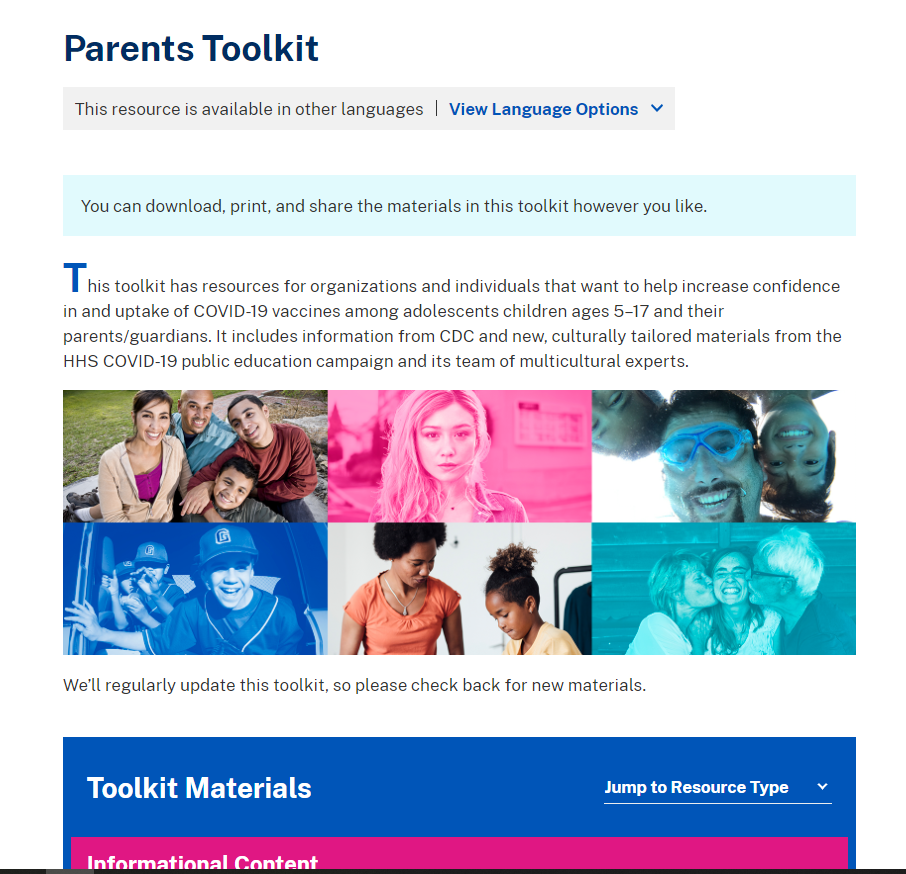 Parents Toolkit
This resource is available in other languages | View Language Options
You can download, print, and share the materials in this toolkit however you like.
This toolkit has resources for organizations and individuals that want to help increase confidence
in and uptake of COVID-19 vaccines among adolescents children ages 5–17 and their
parents/guardians. It includes information from CDC and new, culturally tailored materials from the
HHS COVID-19 public education campaign and its team of multicultural experts.
We'll regularly update this toolkit, so please check back for new materials.
Toolkit Materials
Jump to Resource Type
Informational Content